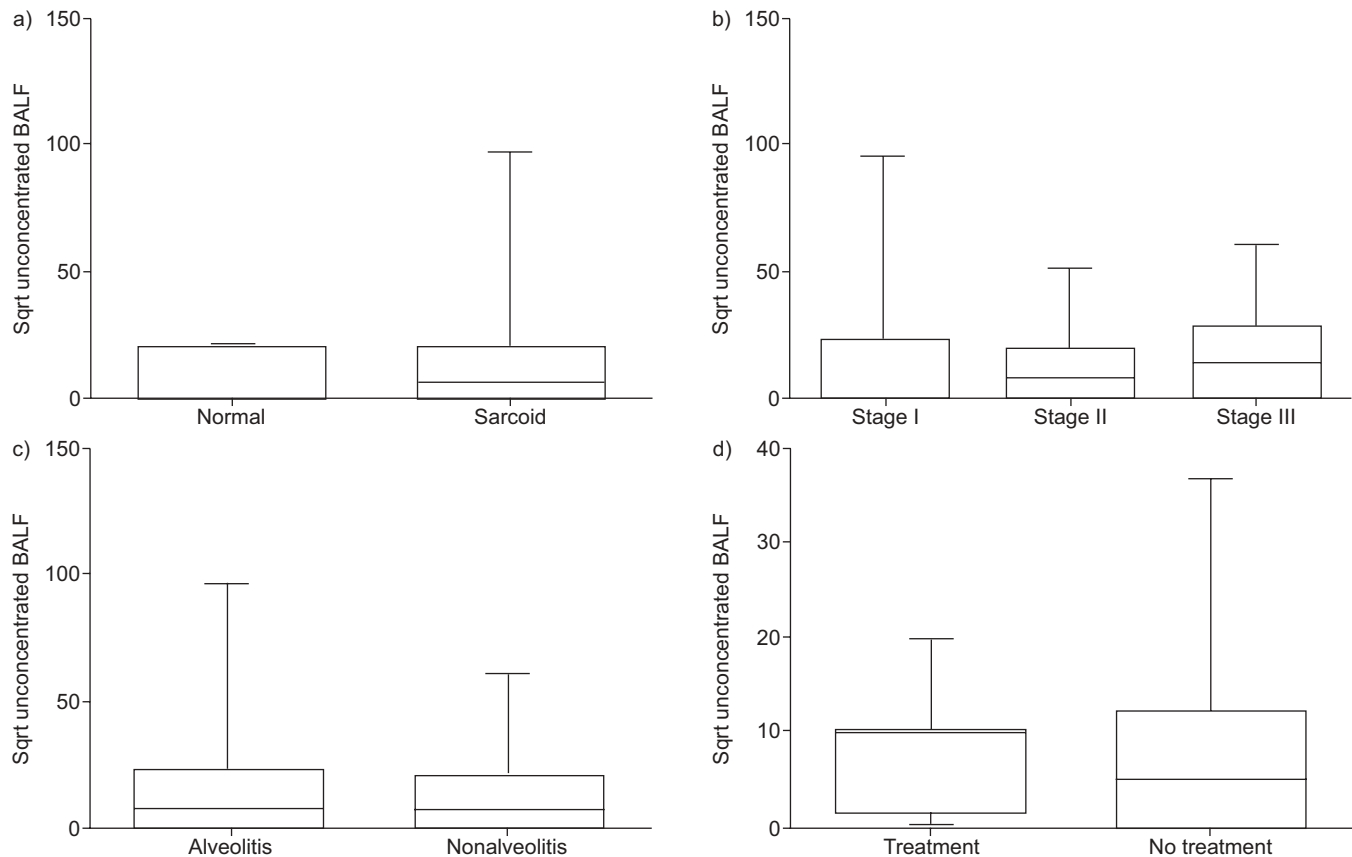 a)
Sqrt unconcentrated BALF
150
100
50
0
Normal
Sarcoid
b)
Sqrt unconcentrated BALF
150
100
50
0
Stage I
Stage II
Stage III
c)
Sqrt unconcentrated BALF
150
100
50
0
Alveolitis
Nonalveolitis
d)
Sqrt unconcentrated BALF
40
30
20
10
0
Treatment
No treatment